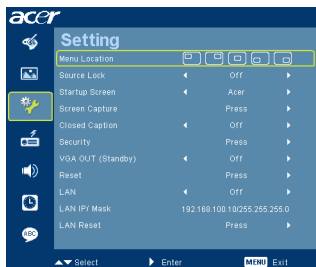 acer
Setting
Menu Location
Source Lock Off
Startup Screen Acer
Screen Capture Press
Closed Caption Off
Security Press
VGA OUT (Standby) Off
Reset Press
LAN Off
LAN IP/ Mask 192.168.100.10/255.255.255.0
LAN Reset Press
ABC
Select Enter MENU Exit